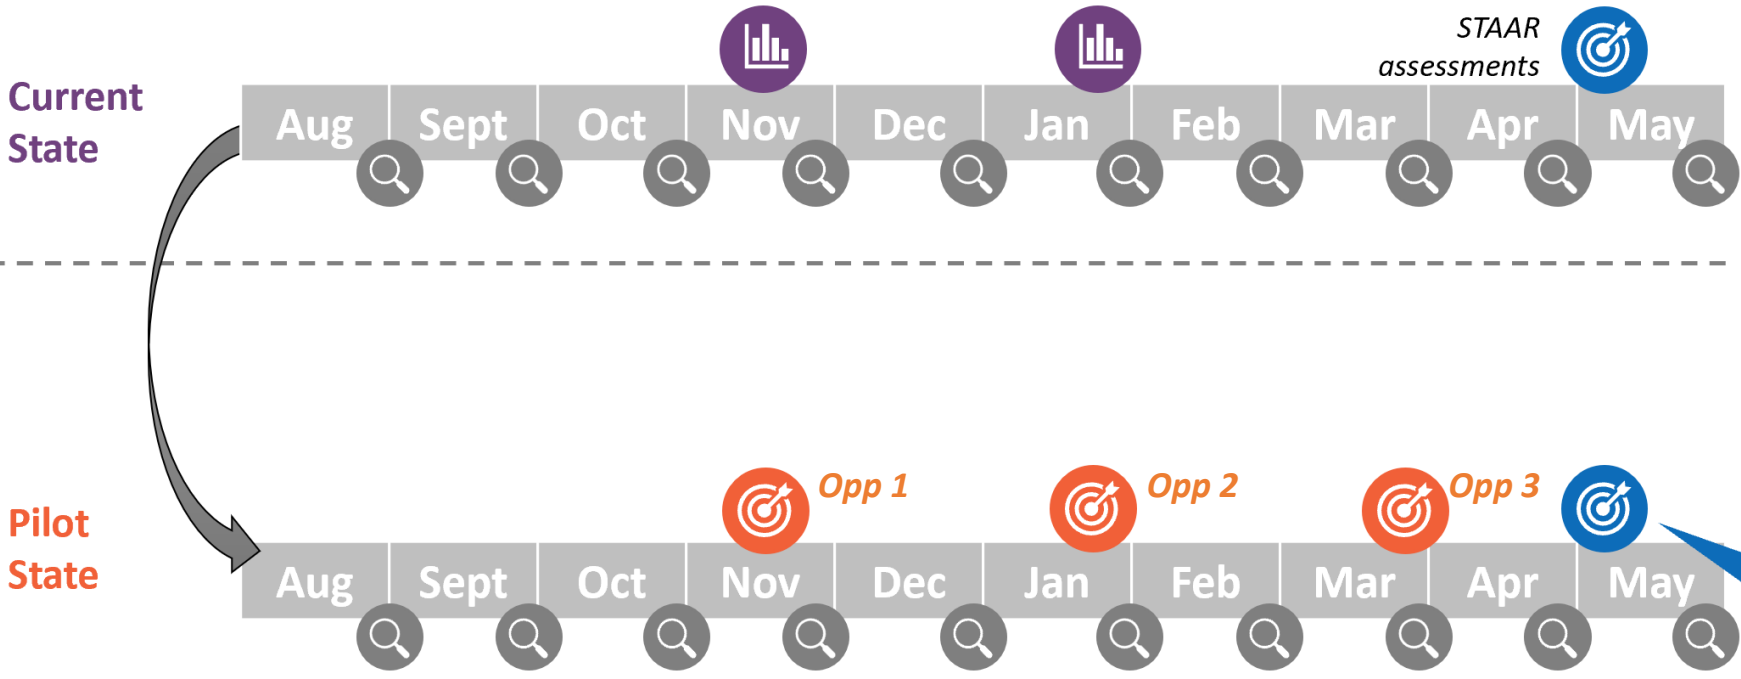 STAAR
assessments
Current
State
Aug Sept Oct Nov Dec Jan Feb Mar Apr May
Opp 1 Opp 2 Opp 3
Pilot
State
Aug Sept Oct Nov Dec Jan Feb Mar Apr May